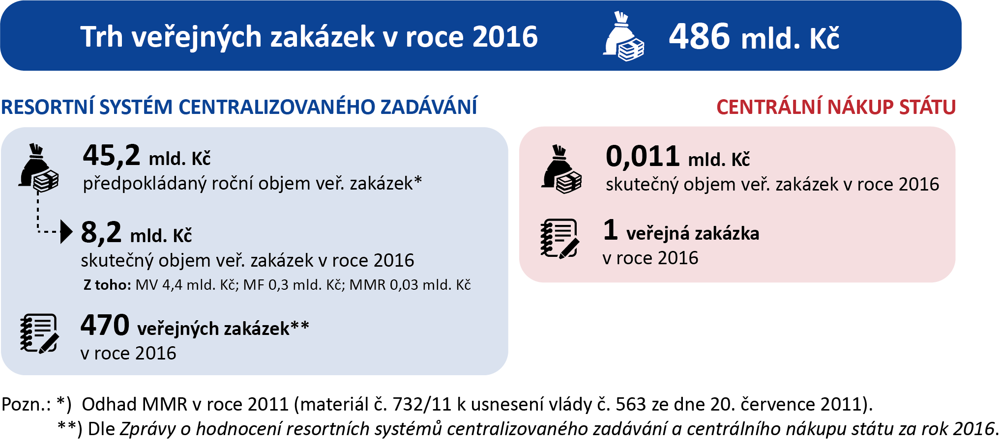 Trh veřejných zakázek v roce 2016 486 mld. Kč
RESORTNÍ SYSTÉM CENTRALIZOVANÉHO ZADÁVÁNÍ
45,2 mld. Kč
předpokládaný roční objem veř. zakázek*
8,2 mld. Kč
skutečný objem veř. zakázek v roce 2016
Z toho: MV 4,4 mld. Kč; MF 0,3 mld. Kč; MMR 0,03 mld. Kč
470 veřejných zakázek**
v roce 2016
CENTRÁLNÍ NÁKUP STÁTU
0,011 mld. Kč
skutečný objem veř. zakázek v roce 2016
1 veřejná zakázka
v roce 2016
Pozn.: *) Odhad MMR v roce 2011 (materiál č. 732/11 k usnesení vlády č. 563 ze dne 20. července 2011).
**) Dle Zprávy o hodnocení resortních systémů centralizovaného zadávání a centrálního nákupu státu za rok 2016.